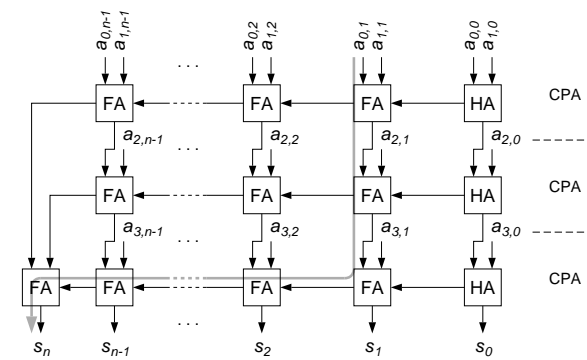 a0,n-1 a1,n-1 . . . a0,2 a1,2 a0,1 a1,1 a0,0 a1,0
FA FA FA HA CPA
a2,n-1 . . . a2,2 a2,1 a2,0
FA FA FA HA CPA
a3,n-1 . . . a3,2 a3,1 a3,0
FA FA FA FA HA CPA
sn sn-1 . . . s2 s1 s0